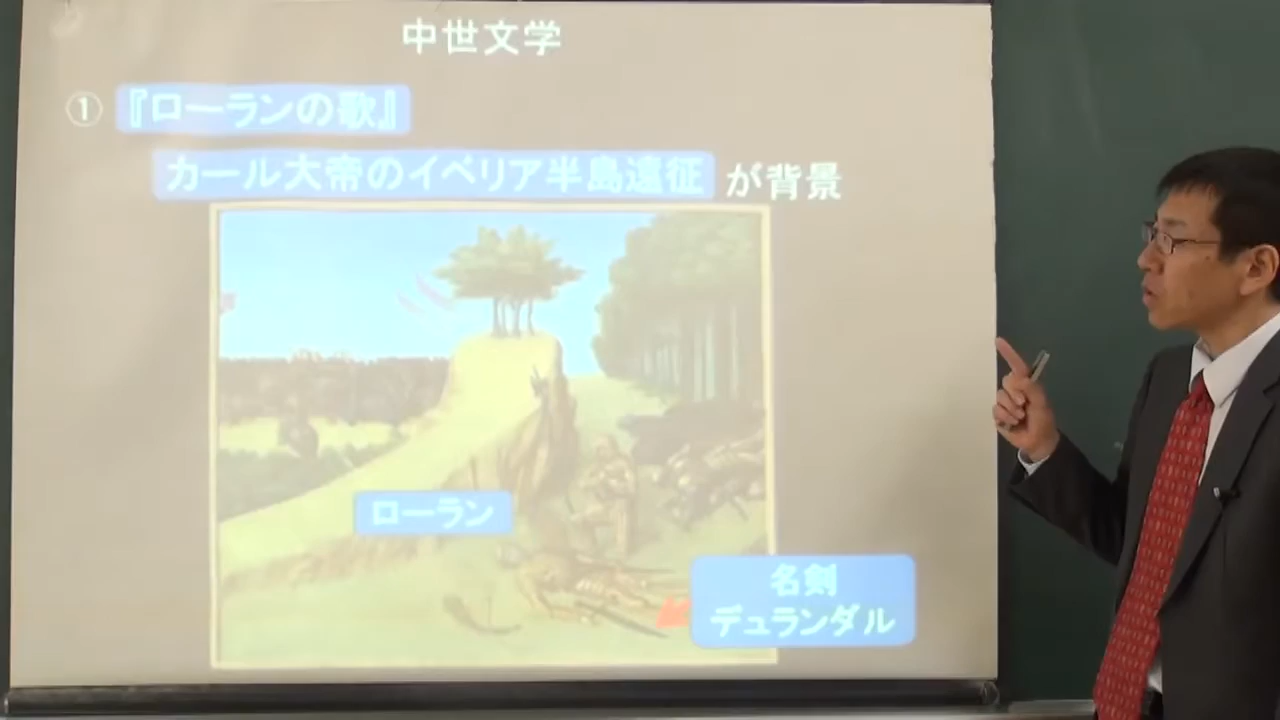 中世文学
① 『ローランの歌』
カール大帝のイベリア半島遠征 が背景
ローラン
名剣
デュランダル